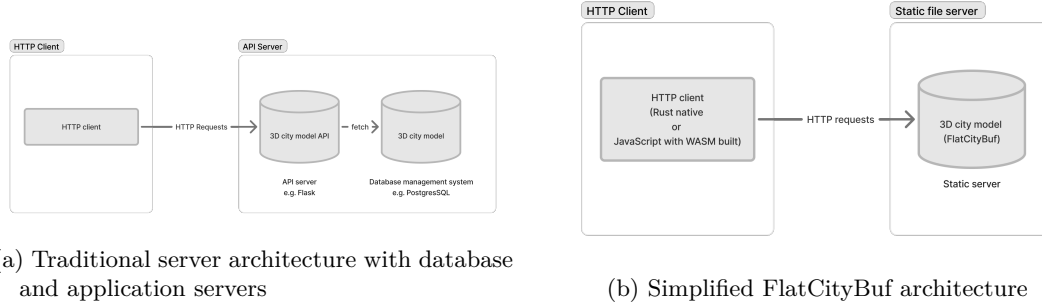 HTTP Client
API Server
HTTP client
HTTP Requests
3D city model API
fetch
3D city model
API server
e.g. Flask
Database management system
e.g. PostgresSQL
a) Traditional server architecture with database
and application servers
HTTP Client
Static file server
HTTP client
(Rust native
or
JavaScript with WASM built)
HTTP requests
3D city model
(FlatCityBuf)
Static server
(b) Simplified FlatCityBuf architecture